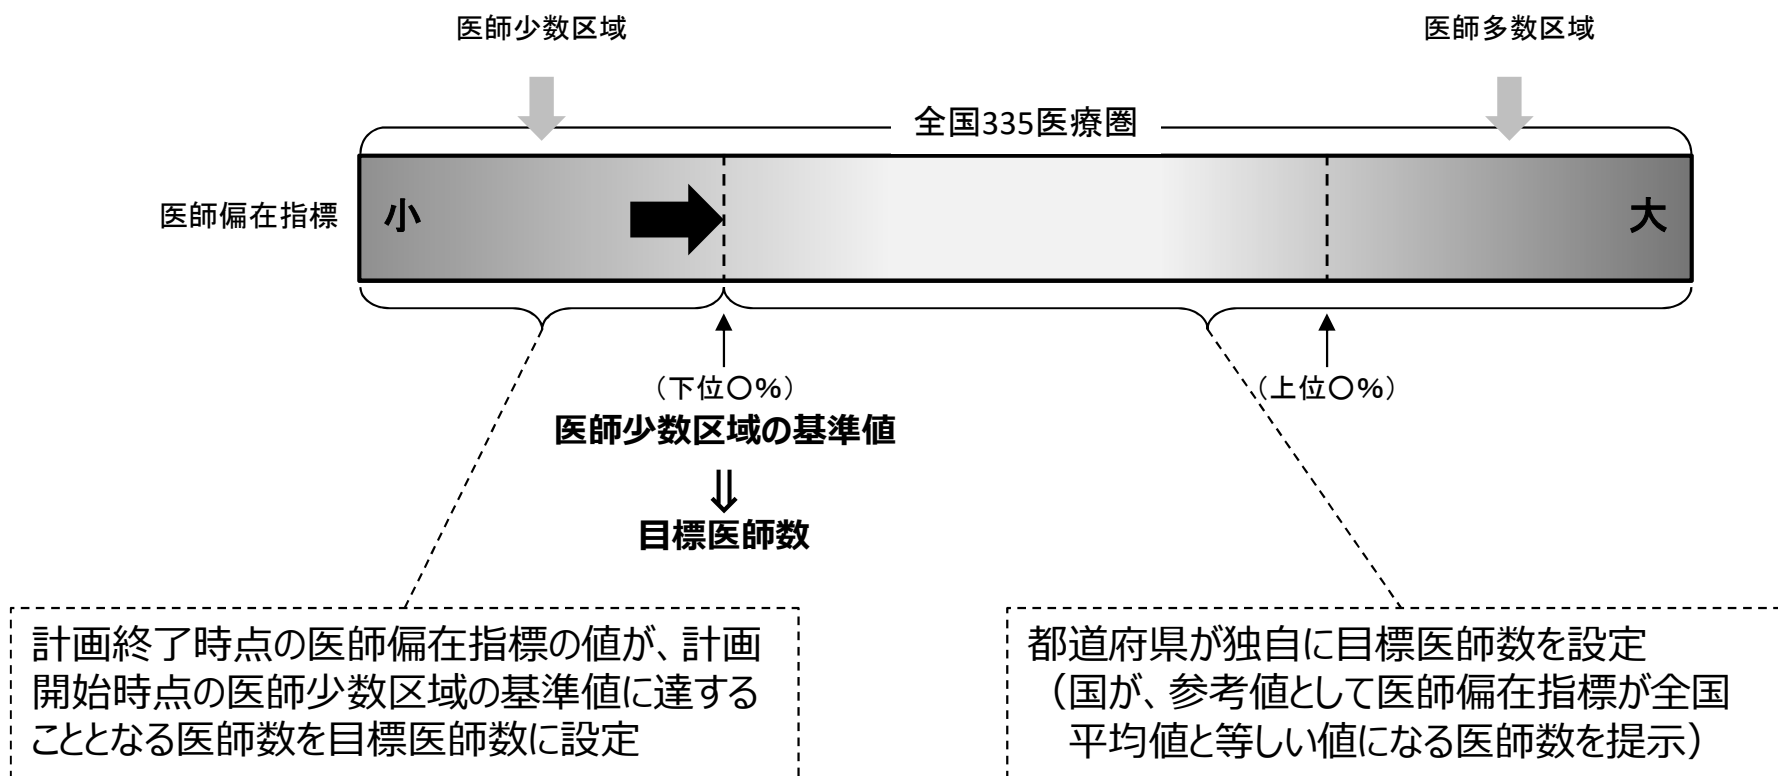 医師少数区域
医師多数区域
全国335医療圏
医師偏在指標
小
大
（下位〇%）
（上位〇%）
医師少数区域の基準値
⇓
目標医師数
計画終了時点の医師偏在指標の値が、計画
開始時点の医師少数区域の基準値に達する
こととなる医師数を目標医師数に設定
都道府県が独自に目標医師数を設定
（国が、参考値として医師偏在指標が全国
平均値と等しい値になる医師数を提示）